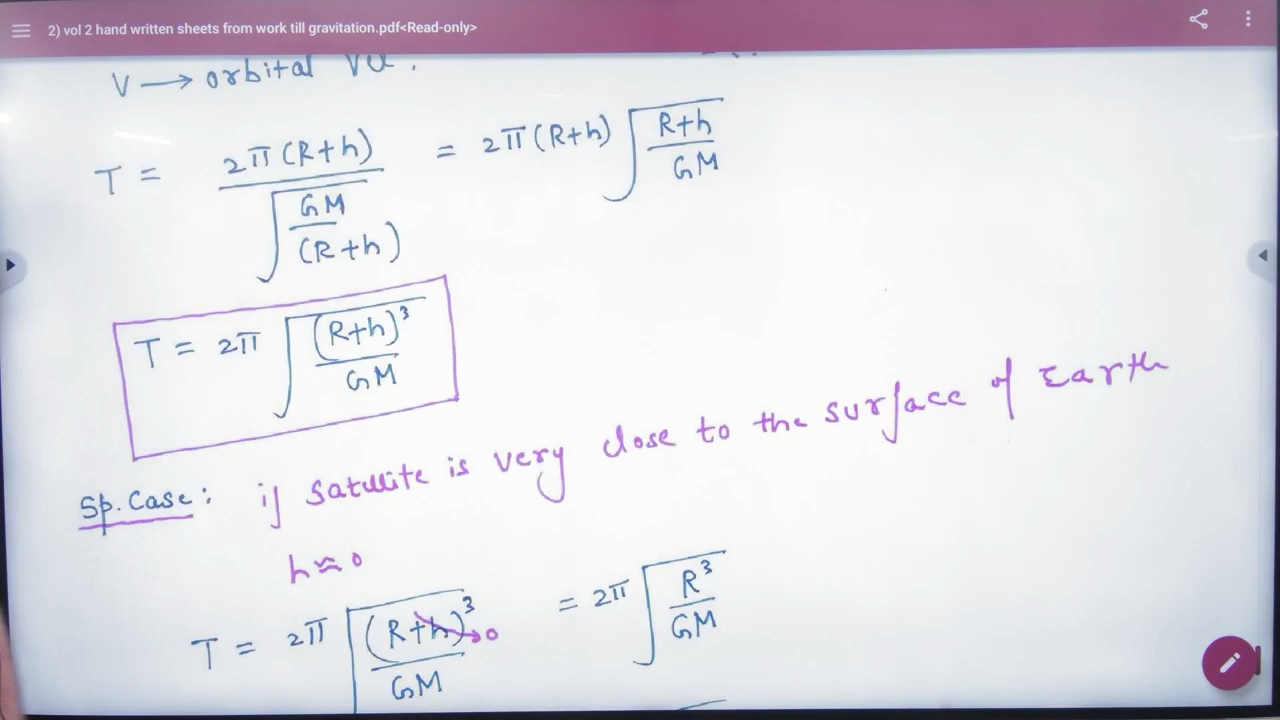 2) vol 2 hand written sheets from work till gravitation.pdf<Read-only>
V → orbital
T = 2π(R+h) / √(GM/(R+h)) = 2π(R+h) √((R+h)/GM)
T = 2π √((R+h)³/GM)
Sp. Case : if satellite is very close to the surface of Earth
h ≈ 0
T = 2π √((R+h)³/GM) → 0 = 2π √(R³/GM)